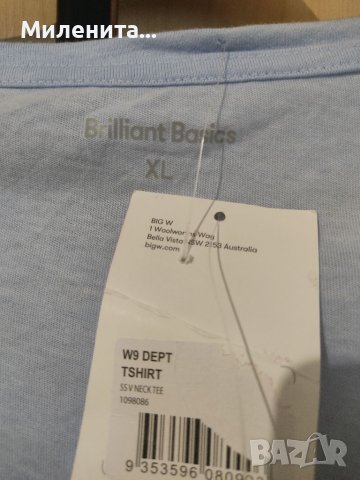 Миленита...
Brilliant Basics
XL
BIG W
1 Woolworths Way
Bella Vista NSW 2153 Australia
bigw.com
W9 DEPT
TSHIRT
SS V NECK TEE
1098086
9 353596
BAZAR